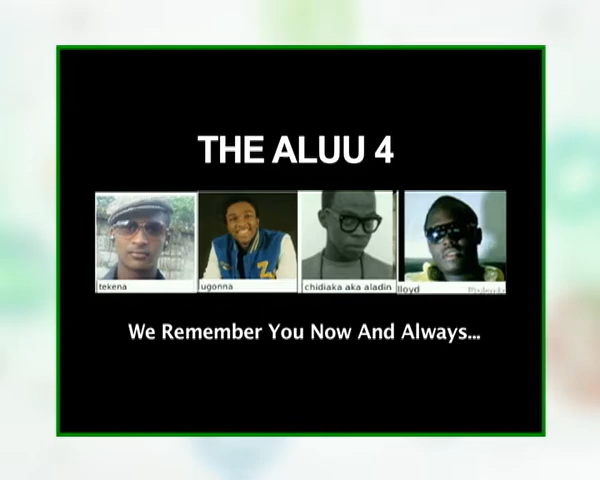 THE ALUU 4
tekena
ugonna
chidiaka aka aladin
lloyd
We Remember You Now And Always...